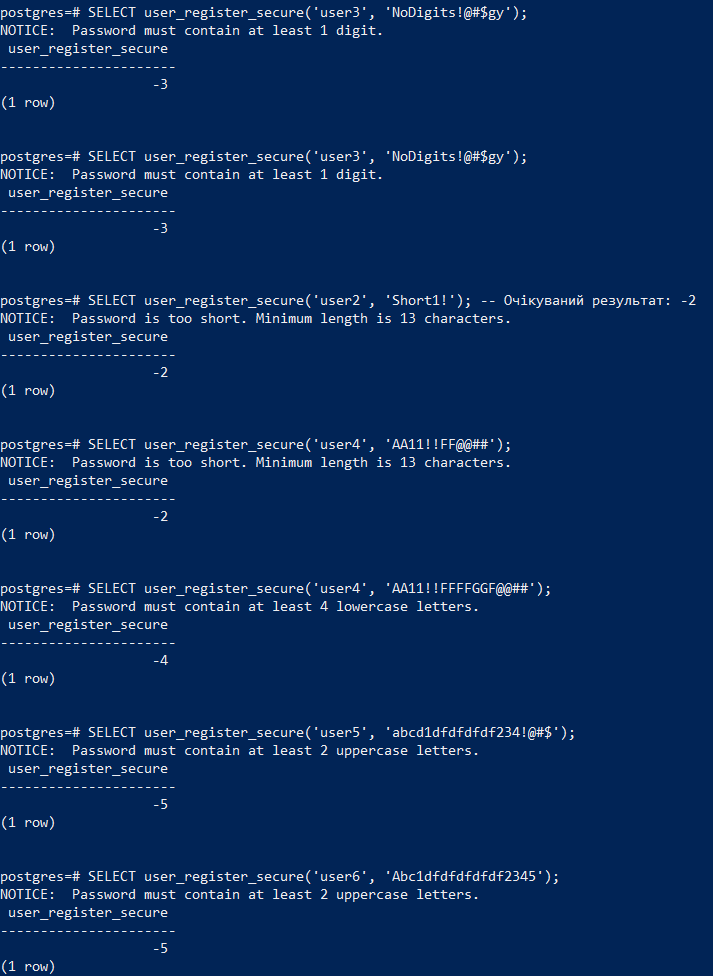 postgres=# SELECT user_register_secure('user3', 'NoDigits!@#$gy');
NOTICE:  Password must contain at least 1 digit.
 user_register_secure
----------------------
                   -3
(1 row)
postgres=# SELECT user_register_secure('user3', 'NoDigits!@#$gy');
NOTICE:  Password must contain at least 1 digit.
 user_register_secure
----------------------
                   -3
(1 row)
postgres=# SELECT user_register_secure('user2', 'Short1!'); -- Очікуваний результат: -2
NOTICE:  Password is too short. Minimum length is 13 characters.
 user_register_secure
----------------------
                   -2
(1 row)
postgres=# SELECT user_register_secure('user4', 'AA11!!FF@@##');
NOTICE:  Password is too short. Minimum length is 13 characters.
 user_register_secure
----------------------
                   -2
(1 row)
postgres=# SELECT user_register_secure('user4', 'AA11!!FFFFGGF@@##');
NOTICE:  Password must contain at least 4 lowercase letters.
 user_register_secure
----------------------
                   -4
(1 row)
postgres=# SELECT user_register_secure('user5', 'abcd1dfdfdfdf234!@#$');
NOTICE:  Password must contain at least 2 uppercase letters.
 user_register_secure
----------------------
                   -5
(1 row)
postgres=# SELECT user_register_secure('user6', 'Abc1dfdfdfdfdf2345');
NOTICE:  Password must contain at least 2 uppercase letters.
 user_register_secure
----------------------
                   -5
(1 row)